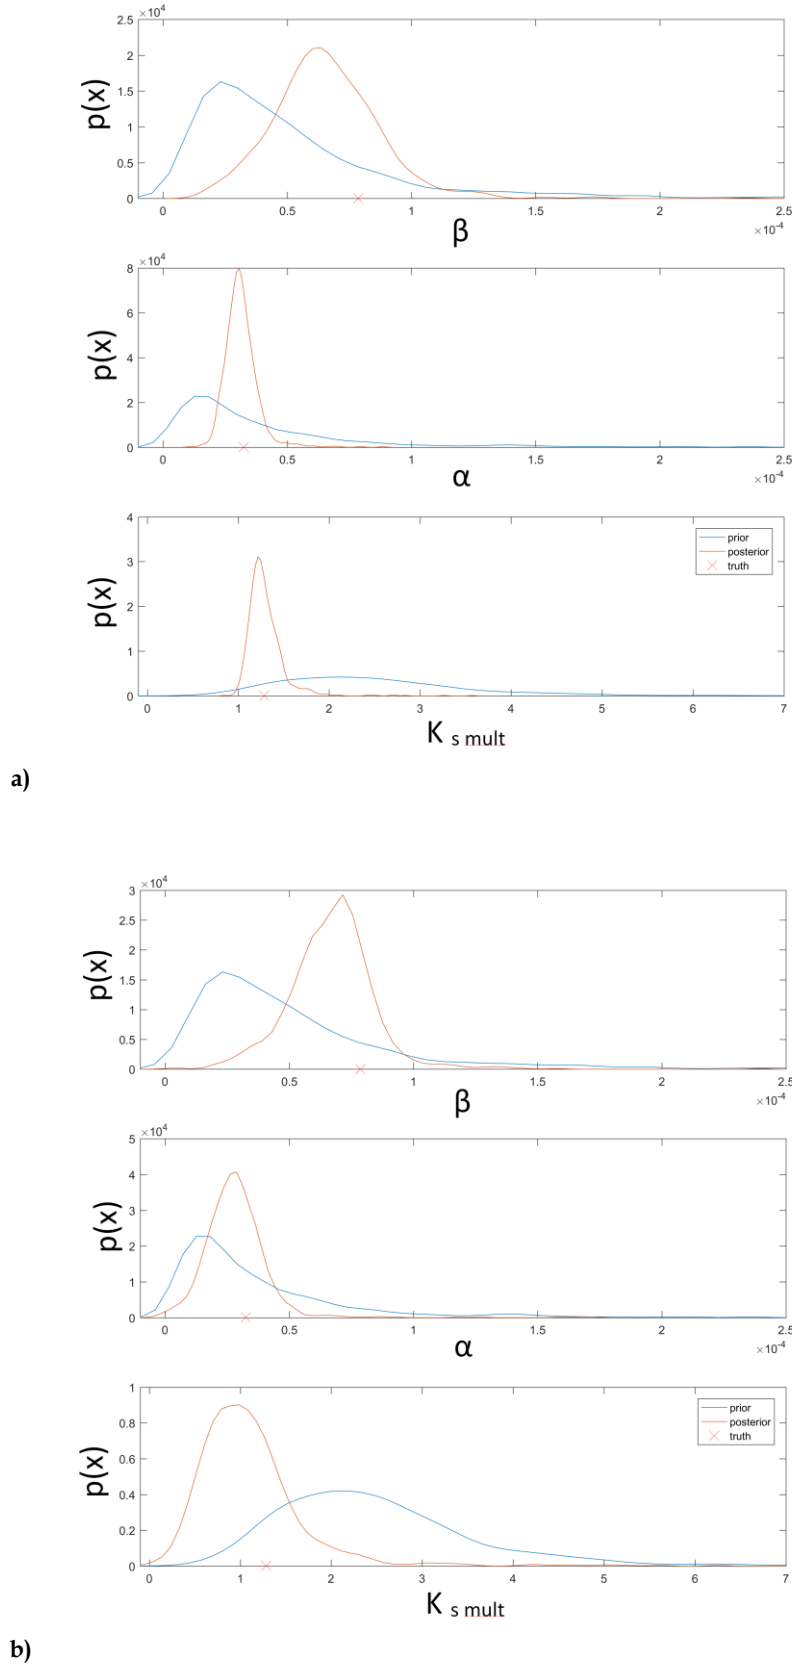 ×10⁴
2.5
2
1.5
1
0.5
0
p(x)
0 0.5 1 1.5 2 2.5
β
×10⁻⁴
×10⁴
8
6
4
2
0
p(x)
0 0.5 1 1.5 2 2.5
α
×10⁻⁴
4
3
2
1
0
p(x)
prior
posterior
truth
0 1 2 3 4 5 6 7
K s mult
a)
×10⁴
3
2.5
2
1.5
1
0.5
0
p(x)
0 0.5 1 1.5 2 2.5
β
×10⁻⁴
×10⁴
5
4
3
2
1
0
p(x)
0 0.5 1 1.5 2 2.5
α
×10⁻⁴
1
0.8
0.6
0.4
0.2
0
p(x)
prior
posterior
truth
0 1 2 3 4 5 6 7
K s mult
b)